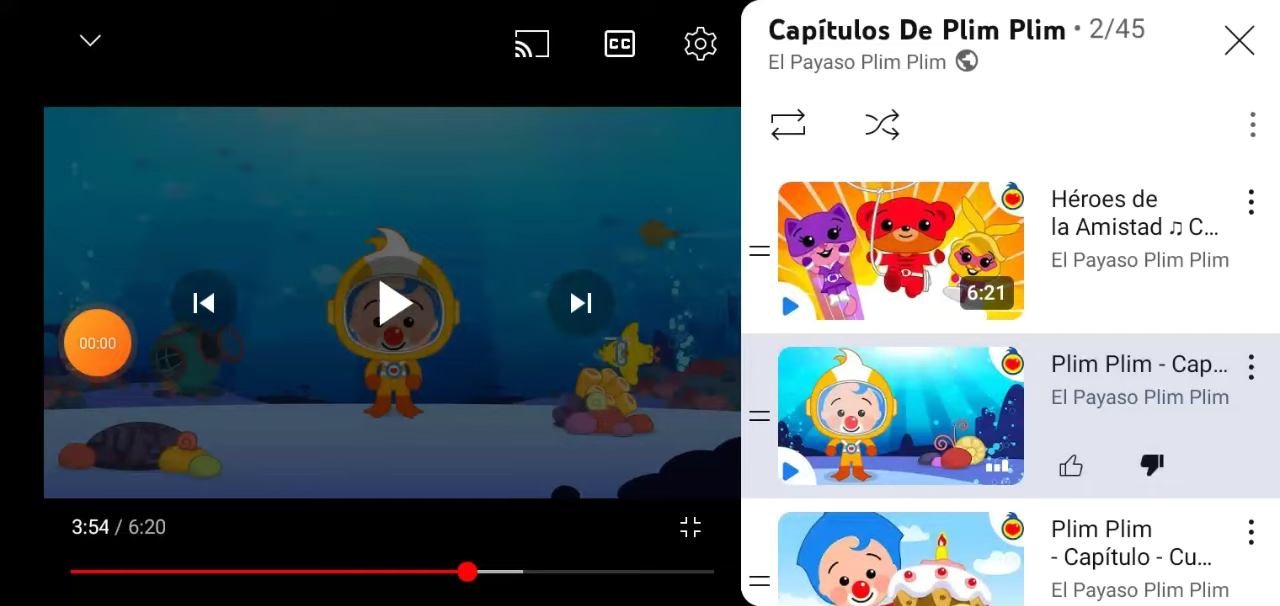 CC
00:00
3:54 / 6:20
Capítulos De Plim Plim • 2/45
El Payaso Plim Plim
Héroes de
la Amistad ♫ C...
El Payaso Plim Plim
6:21
Plim Plim - Cap...
El Payaso Plim Plim
Plim Plim
- Capítulo - Cu...
El Payaso Plim Plim